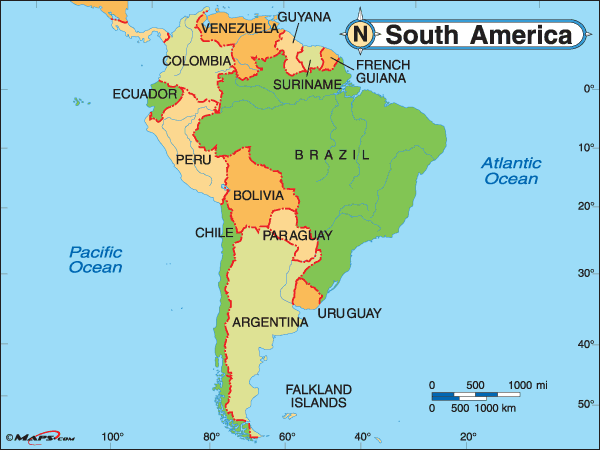 GUYANA
VENEZUELA
N South America
COLOMBIA
FRENCH
GUIANA
SURINAME
ECUADOR
0°
PERU
BRAZIL
10°
Atlantic
Ocean
BOLIVIA
20°
CHILE
PARAGUAY
Pacific
Ocean
30°
URUGUAY
ARGENTINA
40°
FALKLAND
ISLANDS
0 500 1000 mi
0 500 1000 km
50°
©MAPS.COM
100° 80° 60° 40° 20°